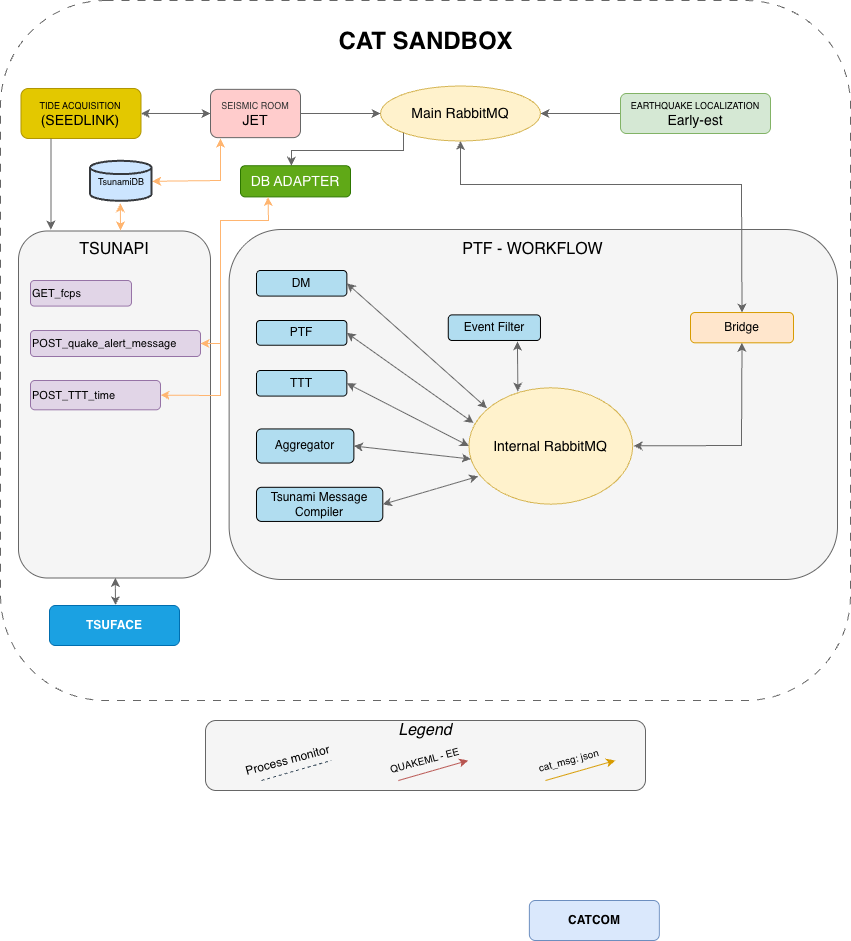 CAT SANDBOX
TIDE ACQUISITION
(SEEDLINK)
SEISMIC ROOM
JET
Main RabbitMQ
EARTHQUAKE LOCALIZATION
Early-est
TsunamiDB
DB ADAPTER
TSUNAPI
GET_fcps
POST_quake_alert_message
POST_TTT_time
PTF - WORKFLOW
DM
PTF
TTT
Aggregator
Tsunami Message
Compiler
Event Filter
Internal RabbitMQ
Bridge
TSUFACE
Legend
Process monitor
QUAKEML - EE
cat_msg: json
CATCOM